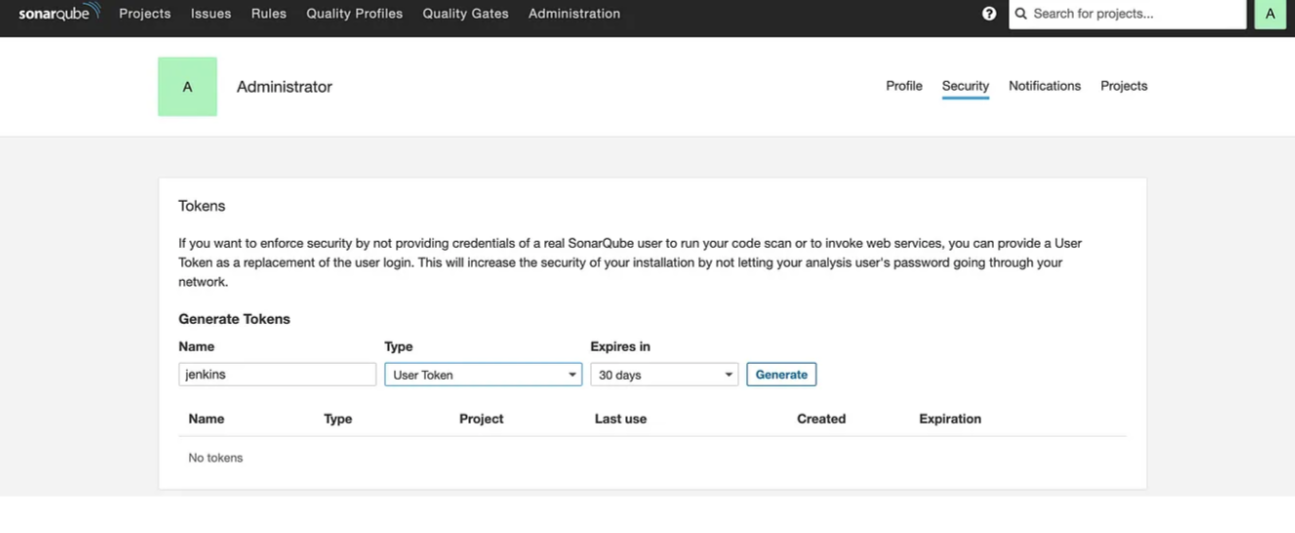 sonarqube Projects Issues Rules Quality Profiles Quality Gates Administration ? Search for projects... A
A Administrator Profile Security Notifications Projects
Tokens
If you want to enforce security by not providing credentials of a real SonarQube user to run your code scan or to invoke web services, you can provide a User
Token as a replacement of the user login. This will increase the security of your installation by not letting your analysis user's password going through your
network.
Generate Tokens
Name Type Expires in
jenkins User Token 30 days Generate
Name Type Project Last use Created Expiration
No tokens